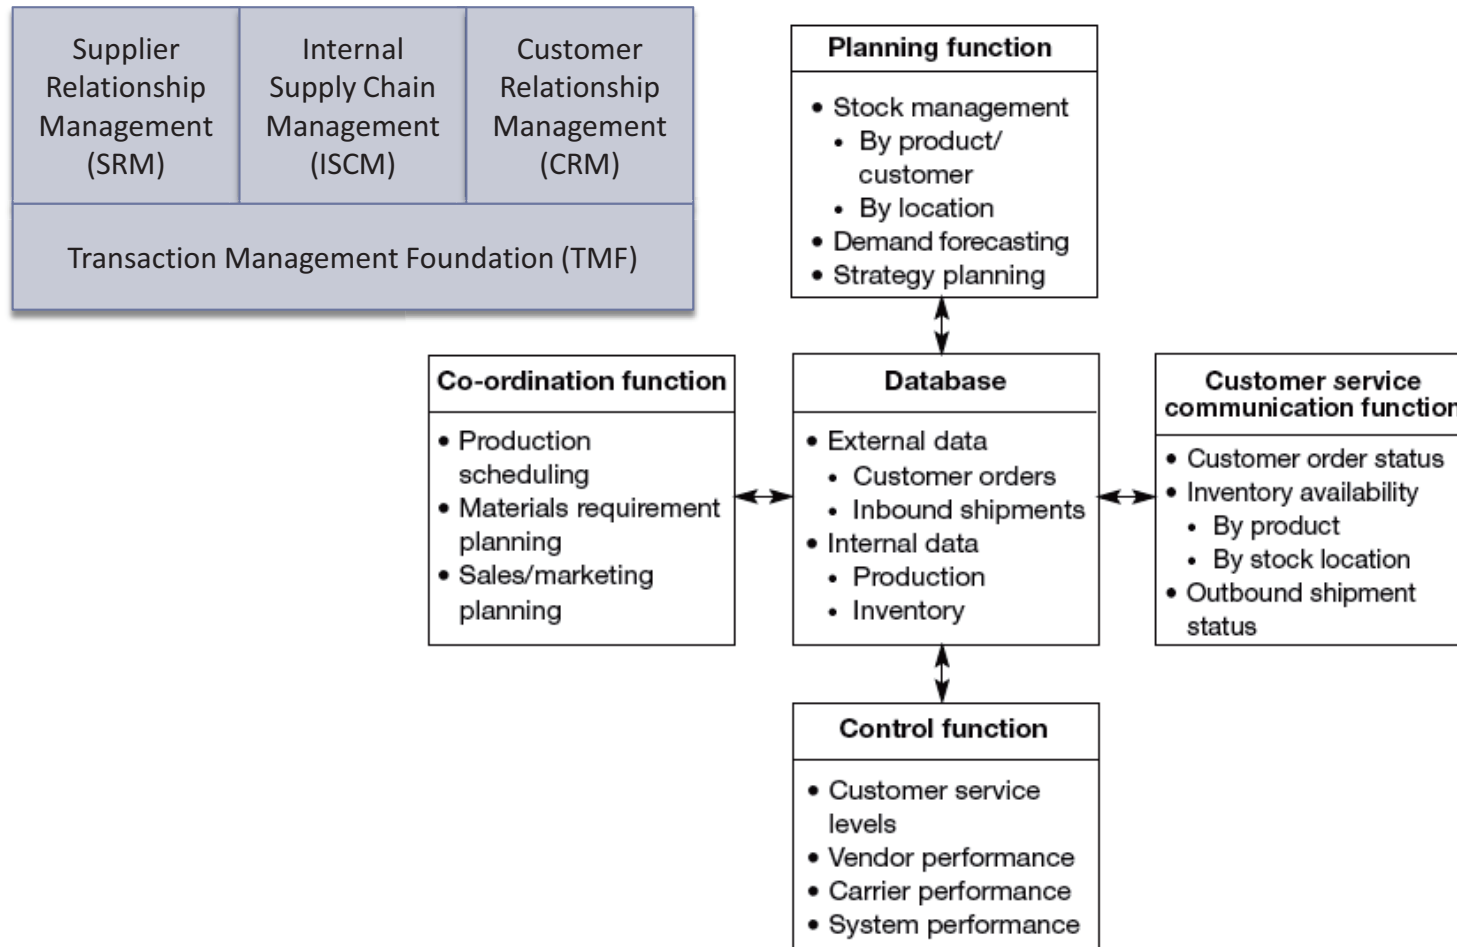 Supplier
Relationship
Management
(SRM)
Internal
Supply Chain
Management
(ISCM)
Customer
Relationship
Management
(CRM)
Transaction Management Foundation (TMF)
Planning function
• Stock management
• By product/
customer
• By location
• Demand forecasting
• Strategy planning
Co-ordination function
• Production
scheduling
• Materials requirement
planning
• Sales/marketing
planning
Database
• External data
• Customer orders
• Inbound shipments
• Internal data
• Production
• Inventory
Customer service
communication function
• Customer order status
• Inventory availability
• By product
• By stock location
• Outbound shipment
status
Control function
• Customer service
levels
• Vendor performance
• Carrier performance
• System performance